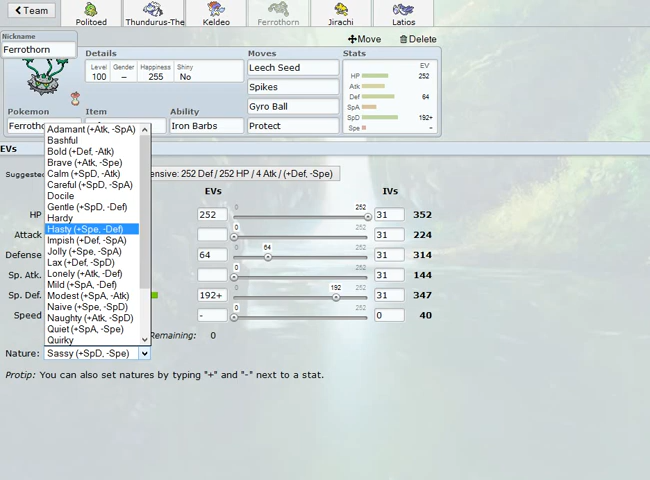 Team
Politoed
Thundurus-The
Keldeo
Ferrothorn
Jirachi
Latios
Nickname
Ferrothorn
Move
Delete
Details
Level Gender Happiness Shiny
100 – 255 No
Moves
Leech Seed
Spikes
Gyro Ball
Protect
Stats
EV
HP 252
Atk
Def 64
SpA
SpD 192+
Spe -
Pokemon Item Ability
Ferrotho
Iron Barbs
EVs
Suggeste
ensive: 252 Def / 252 HP / 4 Atk / (+Def, -Spe)
EVs IVs
HP 252 0 252 252 31 352
Attack 0 0 252 31 224
Defense 64 0 64 252 31 314
Sp. Atk. 0 0 252 31 144
Sp. Def. 192+ 0 192 252 31 347
Speed - 0 0 252 0 40
Remaining: 0
Adamant (+Atk, -SpA)
Bashful
Bold (+Def, -Atk)
Brave (+Atk, -Spe)
Calm (+SpD, -Atk)
Careful (+SpD, -SpA)
Docile
Gentle (+SpD, -Def)
Hardy
Hasty (+Spe, -Def)
Impish (+Def, -SpA)
Jolly (+Spe, -SpA)
Lax (+Def, -SpD)
Lonely (+Atk, -Def)
Mild (+SpA, -Def)
Modest (+SpA, -Atk)
Naive (+Spe, -SpD)
Naughty (+Atk, -SpD)
Quiet (+SpA, -Spe)
Quirky
Nature: Sassy (+SpD, -Spe)
Protip: You can also set natures by typing "+" and "-" next to a stat.